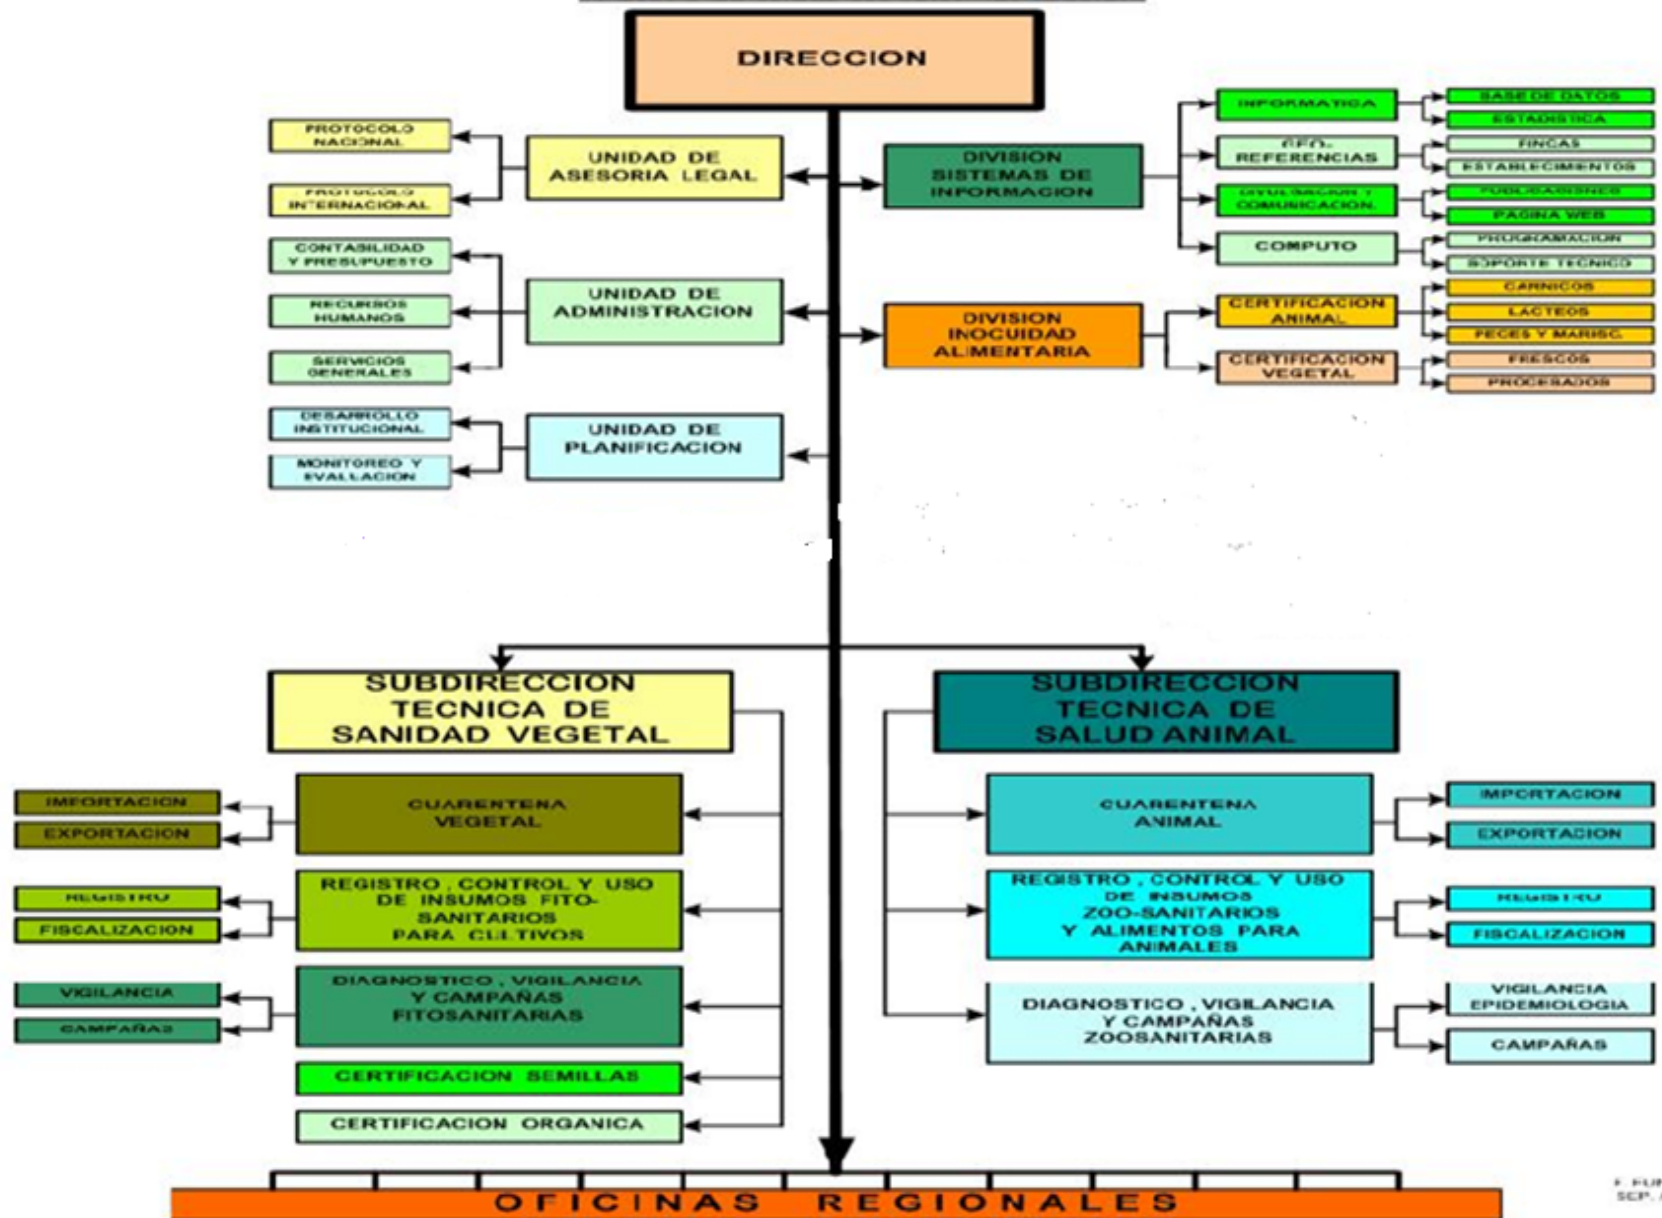 DIRECCION
PROTOCOLO
NACIONAL
PROTOCOLO
INTERNACIONAL
UNIDAD DE
ASESORIA LEGAL
CONTABILIDAD
Y PRESUPUESTO
RECURSOS
HUMANOS
SERVICIOS
GENERALES
UNIDAD DE
ADMINISTRACION
DESARROLLO
INSTITUCIONAL
MONITOREO Y
EVALUACION
UNIDAD DE
PLANIFICACION
DIVISION
SISTEMAS DE
INFORMACION
INFORMATICA
BASE DE DATOS
ESTADISTICA
GEO-
REFERENCIAS
FINCAS
ESTABLECIMIENTOS
DIVULGACION Y
COMUNICACION.
PUBLICACIONES
PAGINA WEB
COMPUTO
PROGRAMACION
SOPORTE TECNICO
DIVISION
INOCUIDAD
ALIMENTARIA
CERTIFICACION
ANIMAL
CARNICOS
LACTEOS
PECES Y MARISC.
CERTIFICACION
VEGETAL
FRESCOS
PROCESADOS
SUBDIRECCION
TECNICA DE
SANIDAD VEGETAL
CUARENTENA
VEGETAL
IMPORTACION
EXPORTACION
REGISTRO , CONTROL Y USO
DE INSUMOS FITO-
SANITARIOS
PARA CULTIVOS
REGISTRO
FISCALIZACION
DIAGNOSTICO , VIGILANCIA
Y CAMPAÑAS
FITOSANITARIAS
VIGILANCIA
CAMPAÑAS
CERTIFICACION SEMILLAS
CERTIFICACION ORGANICA
SUBDIRECCION
TECNICA DE
SALUD ANIMAL
CUARENTENA
ANIMAL
IMPORTACION
EXPORTACION
REGISTRO , CONTROL Y USO
DE INSUMOS
ZOO-SANITARIOS
Y ALIMENTOS PARA
ANIMALES
REGISTRO
FISCALIZACION
DIAGNOSTICO , VIGILANCIA
Y CAMPAÑAS
ZOOSANITARIAS
VIGILANCIA
EPIDEMIOLOGIA
CAMPAÑAS
OFICINAS REGIONALES
SEP.